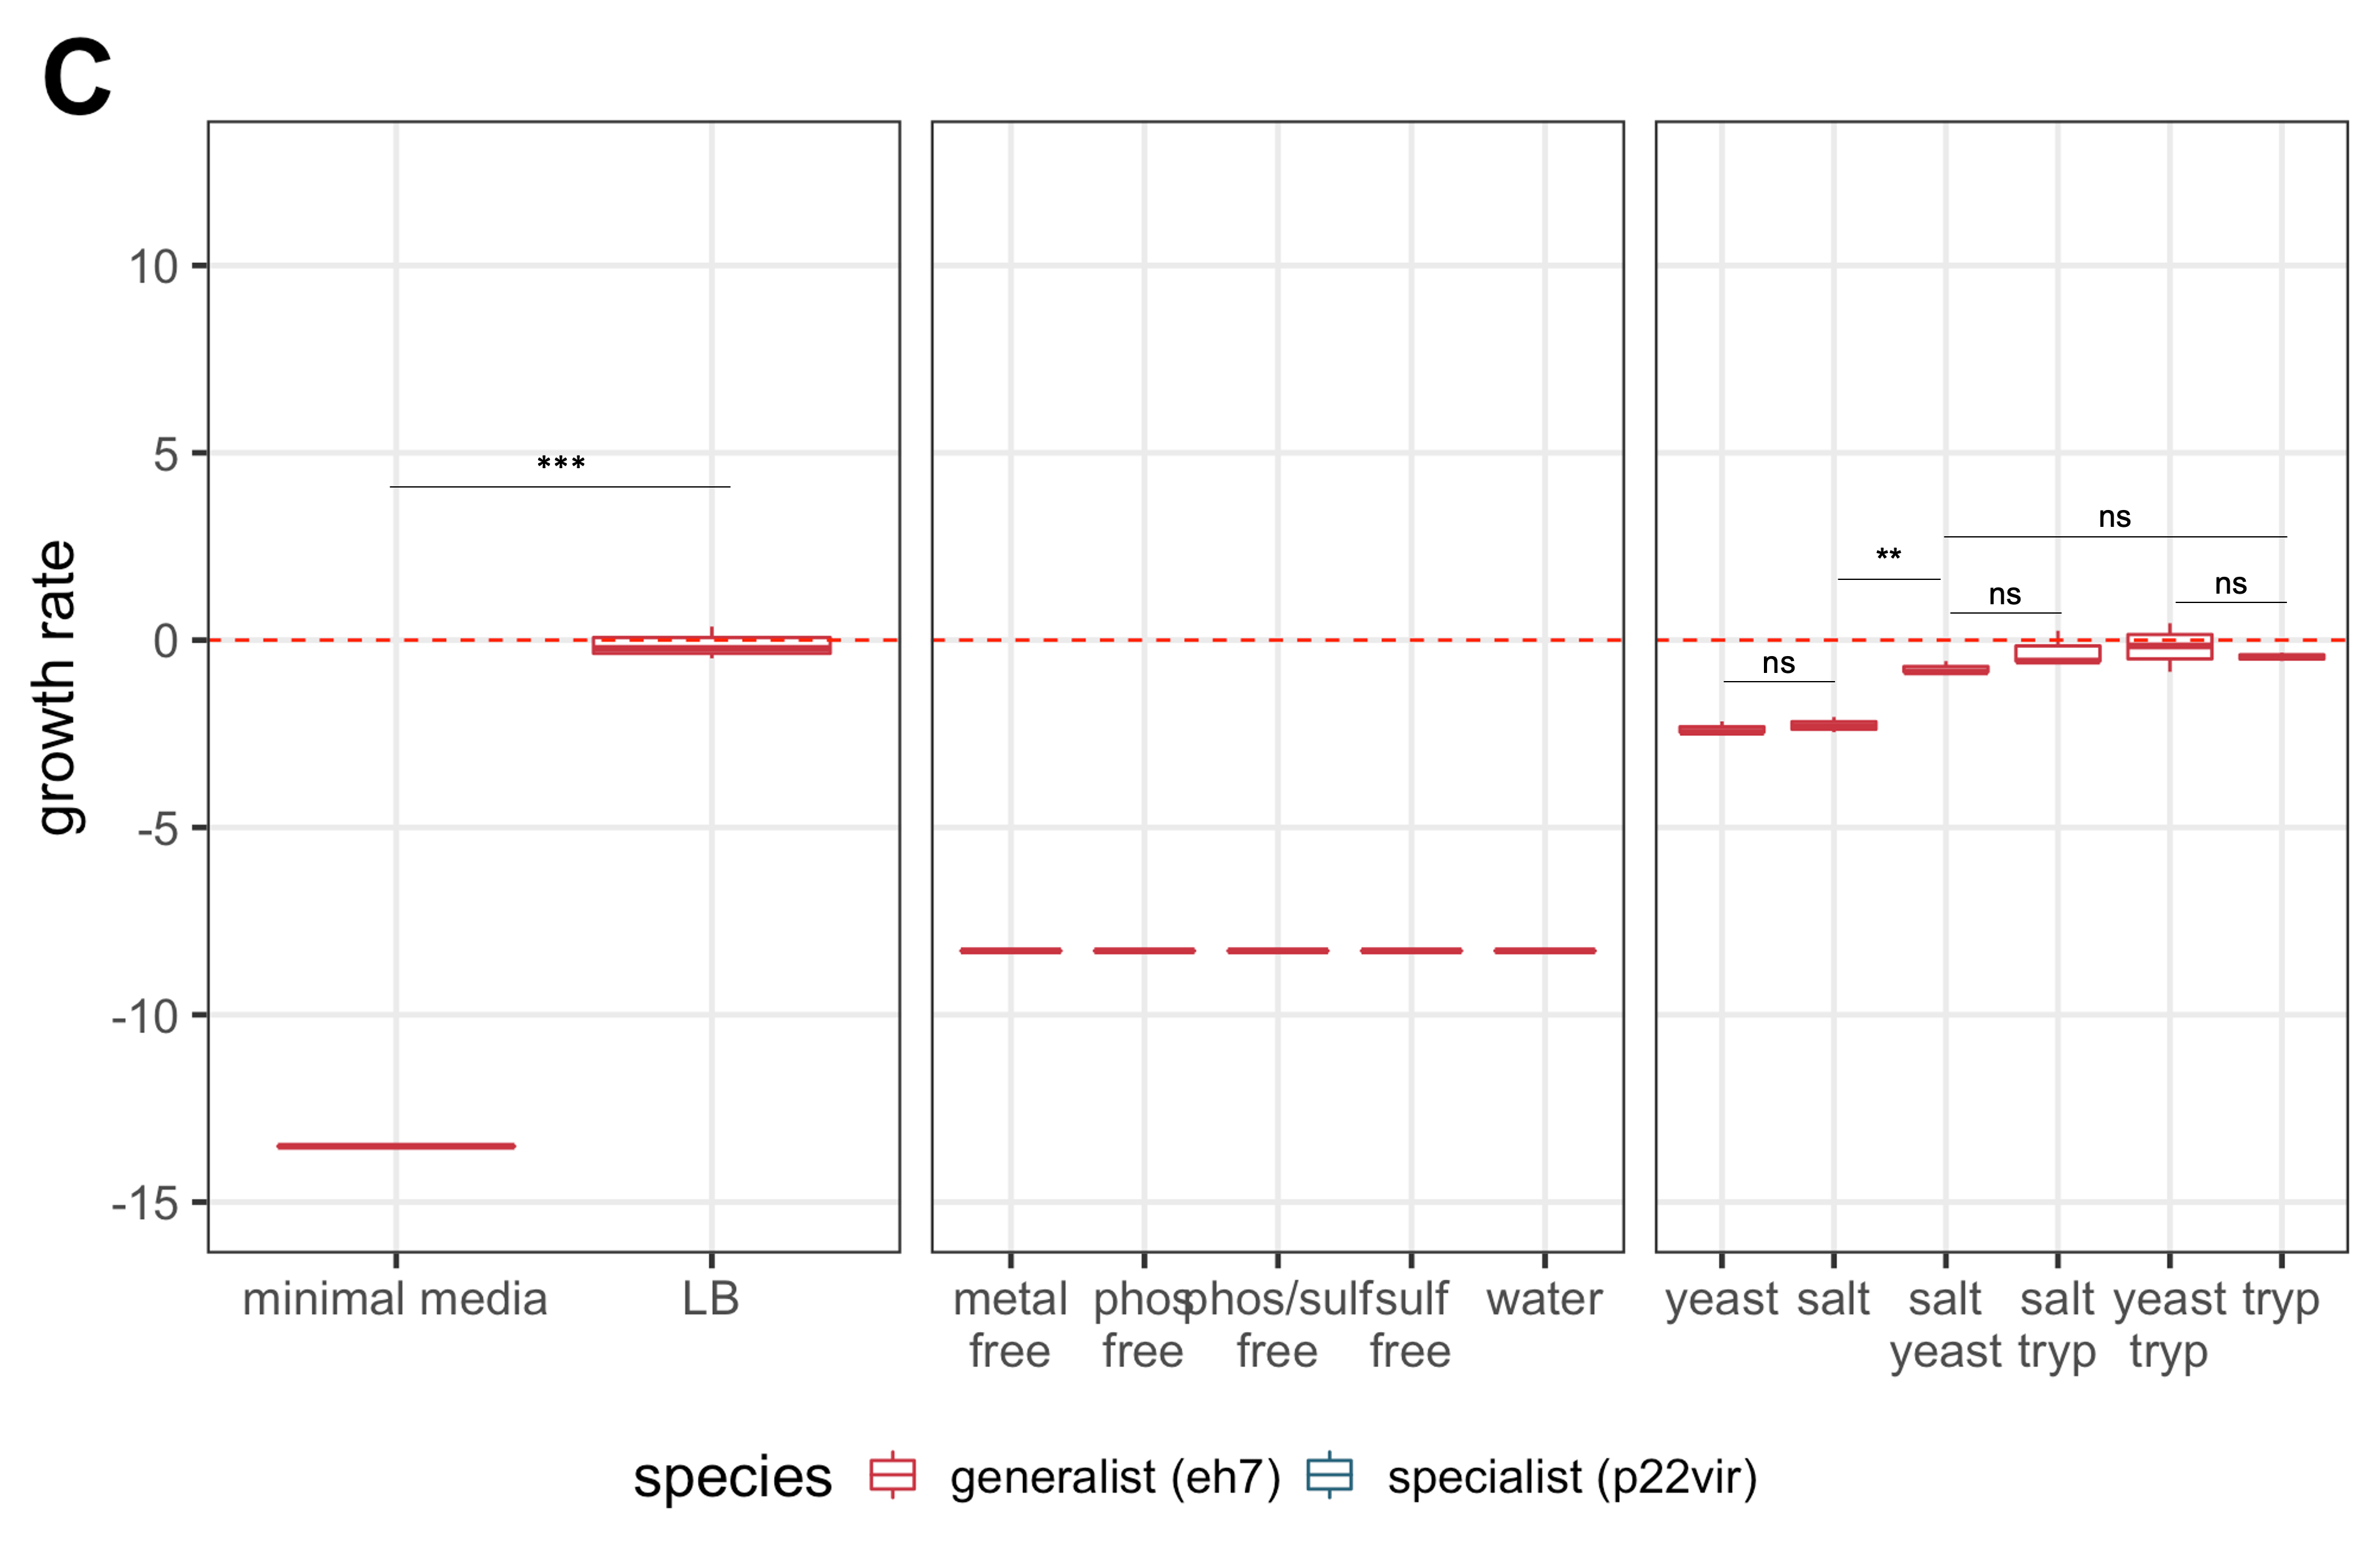 C
growth rate
10
5
0
-5
-10
-15
***
ns
**
ns
ns
ns
minimal media LB
metal phos phos/sulf sulf water
free free free free
yeast salt salt salt yeast tryp
yeast tryp tryp
species generalist (eh7) specialist (p22vir)